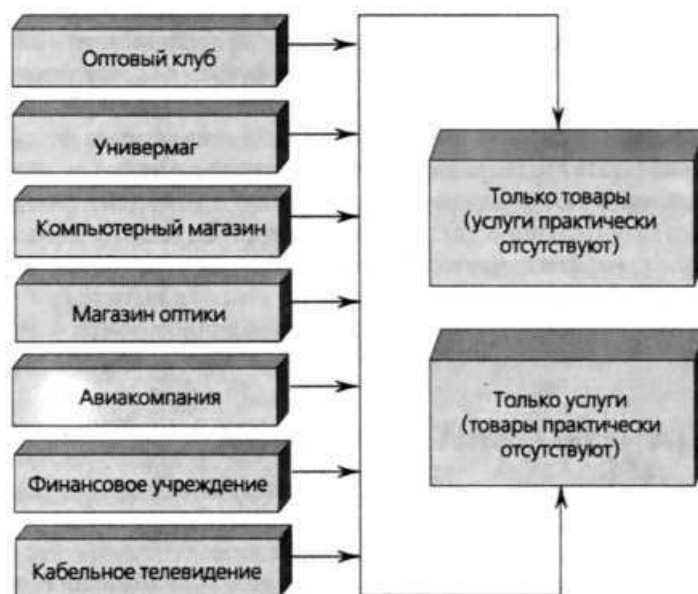 Оптовый клуб
Универмаг
Компьютерный магазин
Магазин оптики
Авиакомпания
Финансовое учреждение
Кабельное телевидение
Только товары
(услуги практически
отсутствуют)
Только услуги
(товары практически
отсутствуют)